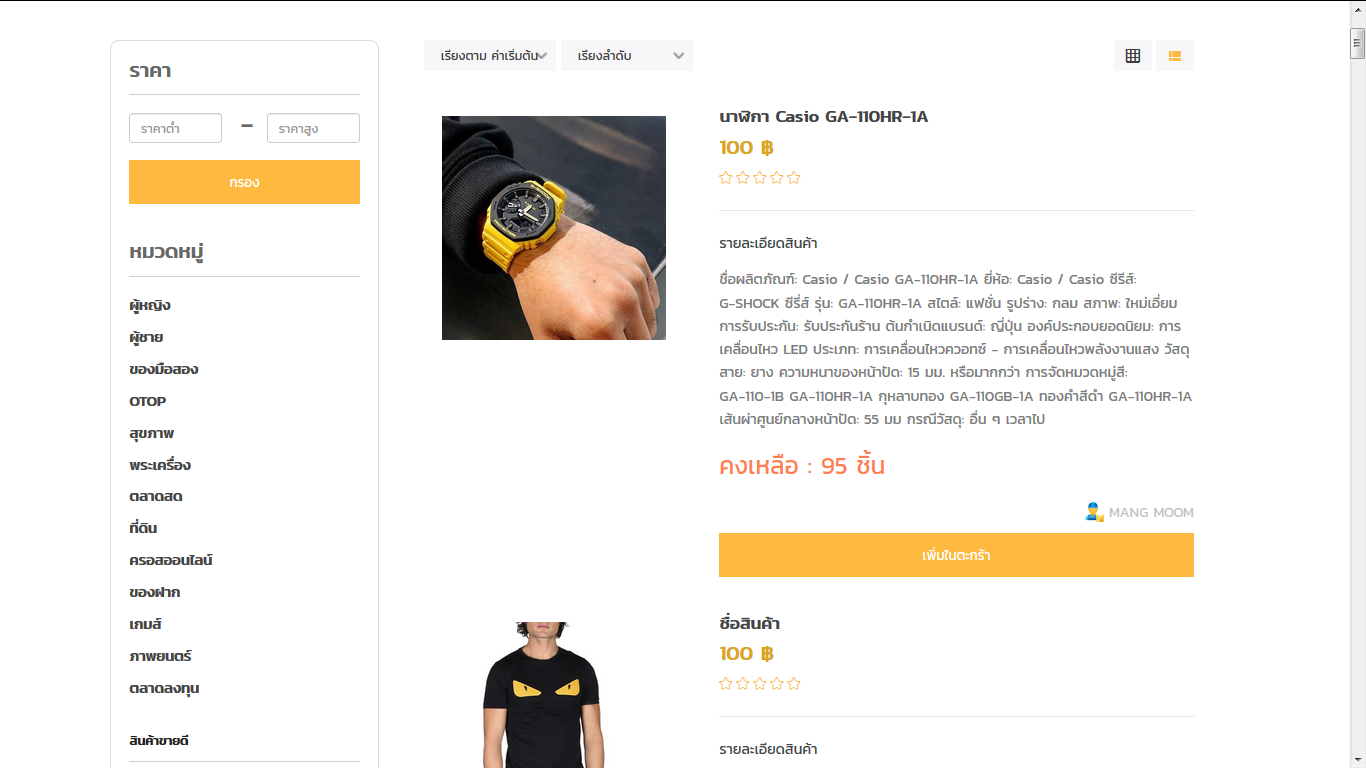 ราคา
ราคาต่ำ
–
ราคาสูง
กรอง
หมวดหมู่
ผู้หญิง
ผู้ชาย
ของมือสอง
OTOP
สุขภาพ
พระเครื่อง
ตลาดสด
ที่ดิน
ครอสออนไลน์
ของฝาก
เกมส์
ภาพยนตร์
ตลาดลงทุน
สินค้าขายดี
เรียงตาม ค่าเริ่มต้น
เรียงลำดับ
นาฬิกา Casio GA-110HR-1A
100 ฿
รายละเอียดสินค้า
ชื่อผลิตภัณฑ์: Casio / Casio GA-110HR-1A ยี่ห้อ: Casio / Casio ซีรีส์:
G-SHOCK ซีรี่ส์ รุ่น: GA-110HR-1A สไตล์: แฟชั่น รูปร่าง: กลม สภาพ: ใหม่เอี่ยม
การรับประกัน: รับประกันร้าน ต้นกำเนิดแบรนด์: ญี่ปุ่น องค์ประกอบยอดนิยม: การ
เคลื่อนไหว LED ประเภท: การเคลื่อนไหวควอทซ์ - การเคลื่อนไหวพลังงานแสง วัสดุ
สาย: ยาง ความหนาของหน้าปัด: 15 มม. หรือมากกว่า การจัดหมวดหมู่สี:
GA-110-1B GA-110HR-1A กุหลาบทอง GA-110GB-1A ทองคำสีดำ GA-110HR-1A
เส้นผ่าศูนย์กลางหน้าปัด: 55 มม กรณีวัสดุ: อื่น ๆ เวลาไป
คงเหลือ : 95 ชิ้น
MANG MOOM
เพิ่มในตะกร้า
ชื่อสินค้า
100 ฿
รายละเอียดสินค้า